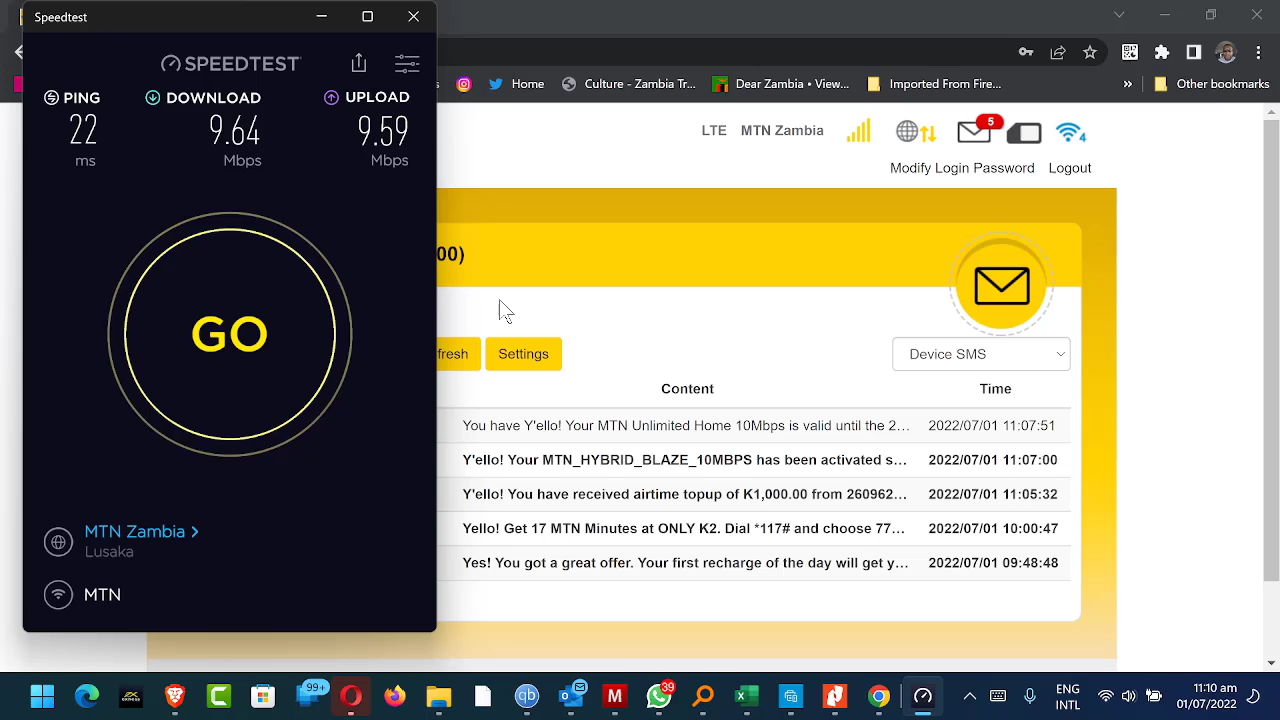 Speedtest
SPEEDTEST
PING
DOWNLOAD
UPLOAD
22
9.64
9.59
ms
Mbps
Mbps
GO
MTN Zambia >
Lusaka
MTN
Home
Culture - Zambia Tr...
Dear Zambia • View...
Imported From Fire...
»
Other bookmarks
LTE MTN Zambia
5
4
Modify Login Password Logout
00)
fresh
Settings
Device SMS
Content Time
You have Y'ello! Your MTN Unlimited Home 10Mbps is valid until the 2... 2022/07/01 11:07:51
Y'ello! Your MTN_HYBRID_BLAZE_10MBPS has been activated s... 2022/07/01 11:07:00
Y'ello! You have received airtime topup of K1,000.00 from 260962... 2022/07/01 11:05:32
Yello! Get 17 MTN Minutes at ONLY K2. Dial *117# and choose 77... 2022/07/01 10:00:47
Yes! You got a great offer. Your first recharge of the day will get y... 2022/07/01 09:48:48
EXPRESS
99+
qb
39
ENG
INTL
11:10 am
01/07/2022